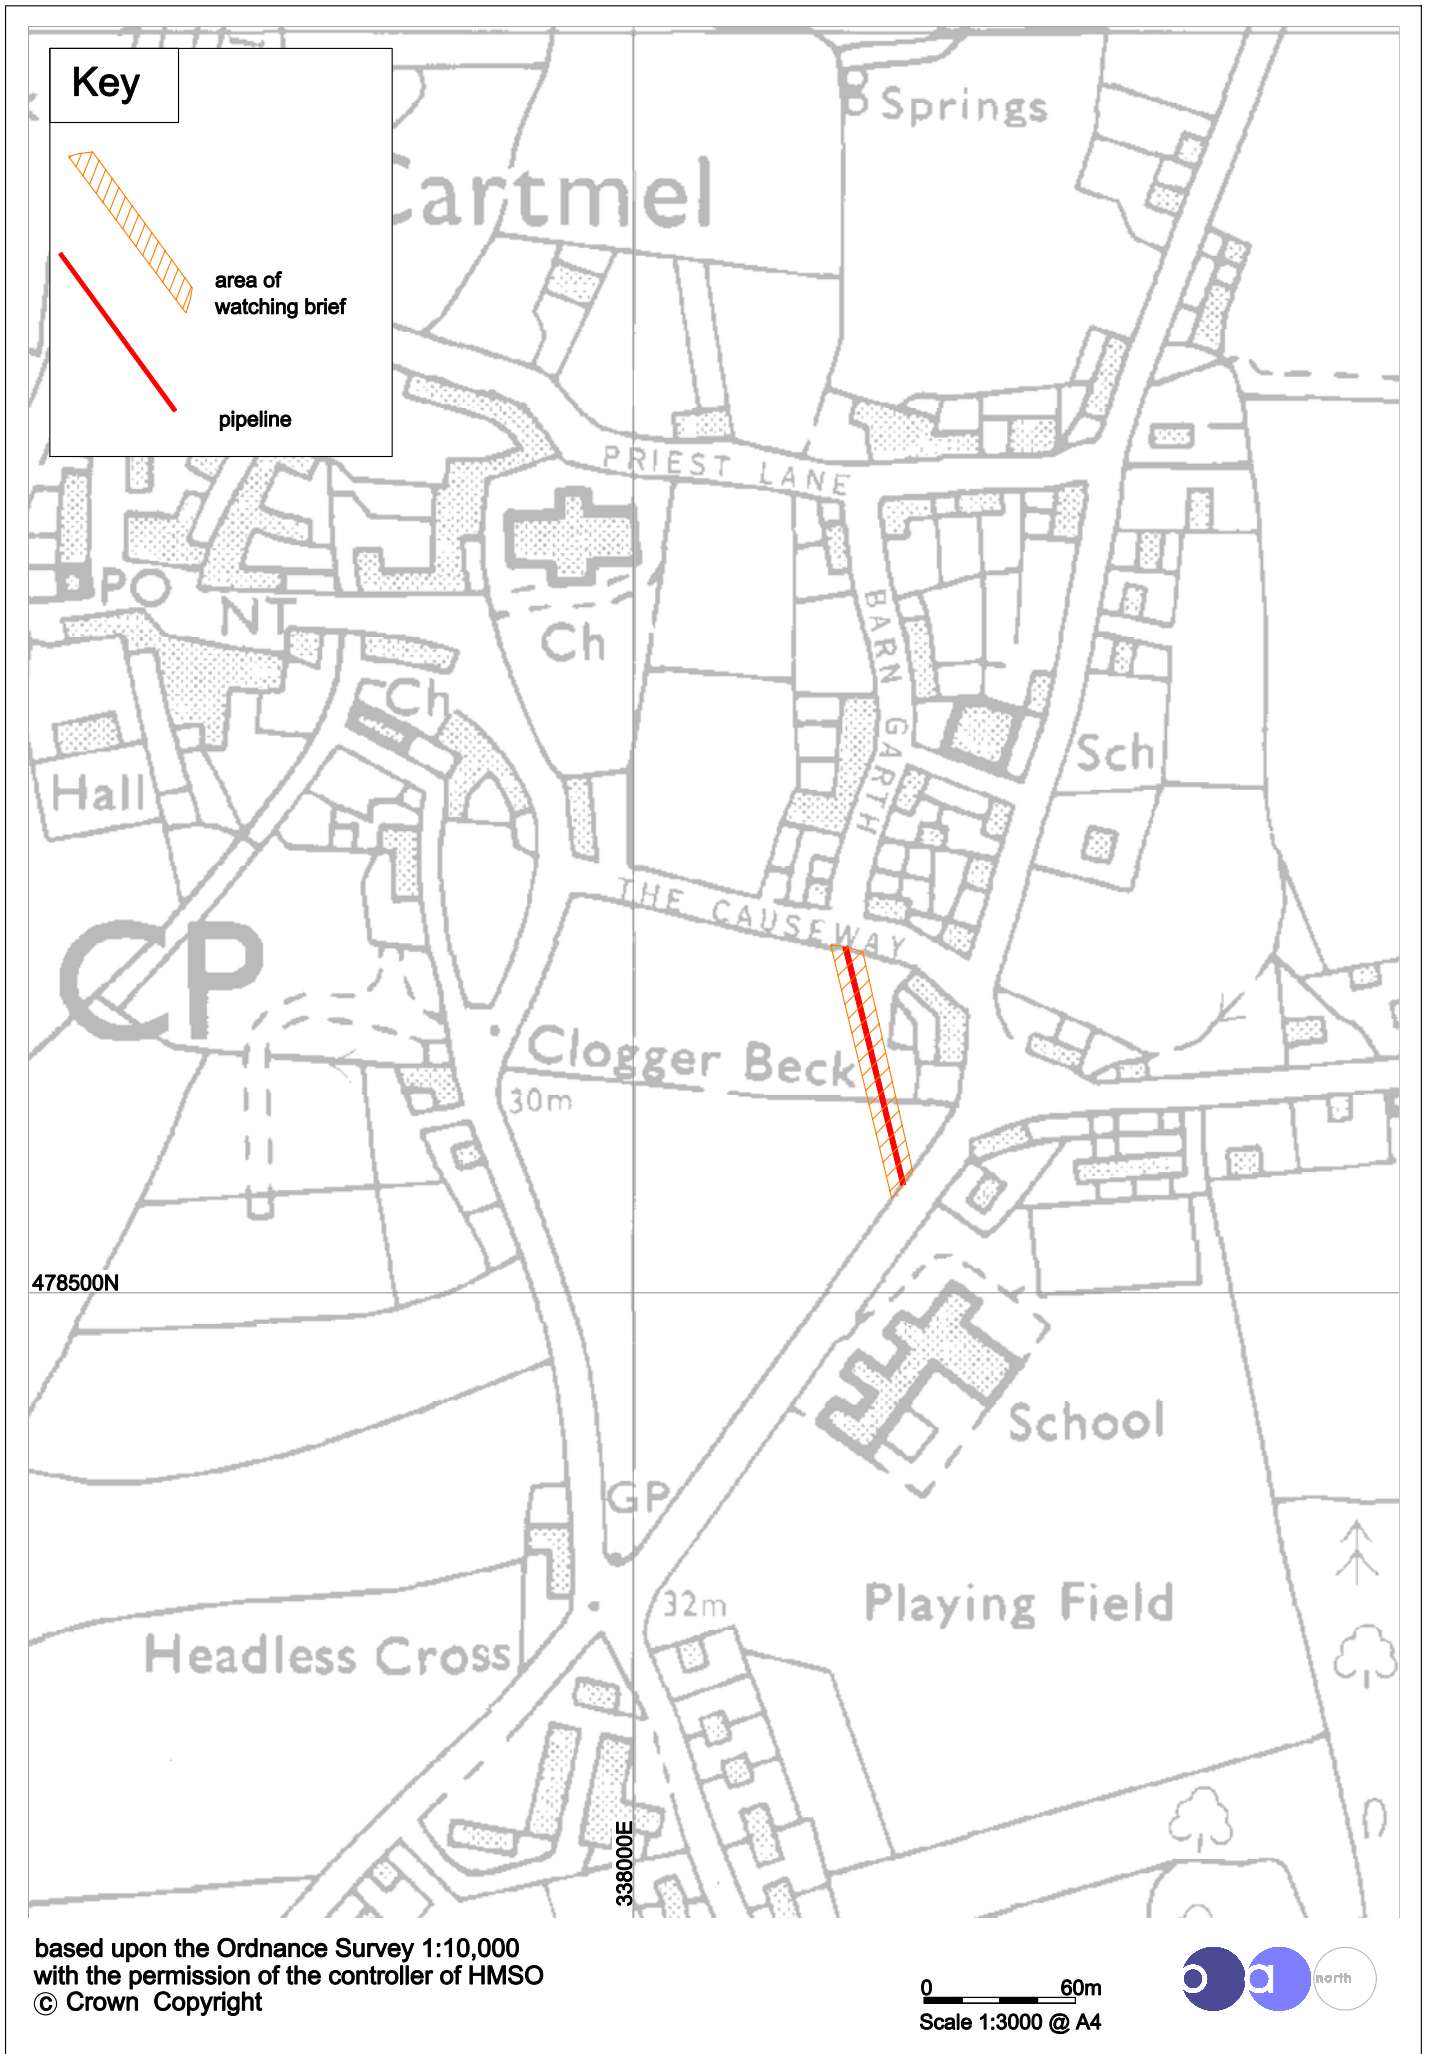 Key
area of
watching brief
pipeline
Springs
Cartmel
PRIEST LANE
PO
NT
Ch
Ch
BARN GARTH
Sch
Hall
THE CAUSEWAY
CP
Clogger Beck
30m
478500N
School
GP
32m
Playing Field
Headless Cross
338000E
based upon the Ordnance Survey 1:10,000
with the permission of the controller of HMSO
© Crown Copyright
0 60m
Scale 1:3000 @ A4
o a north